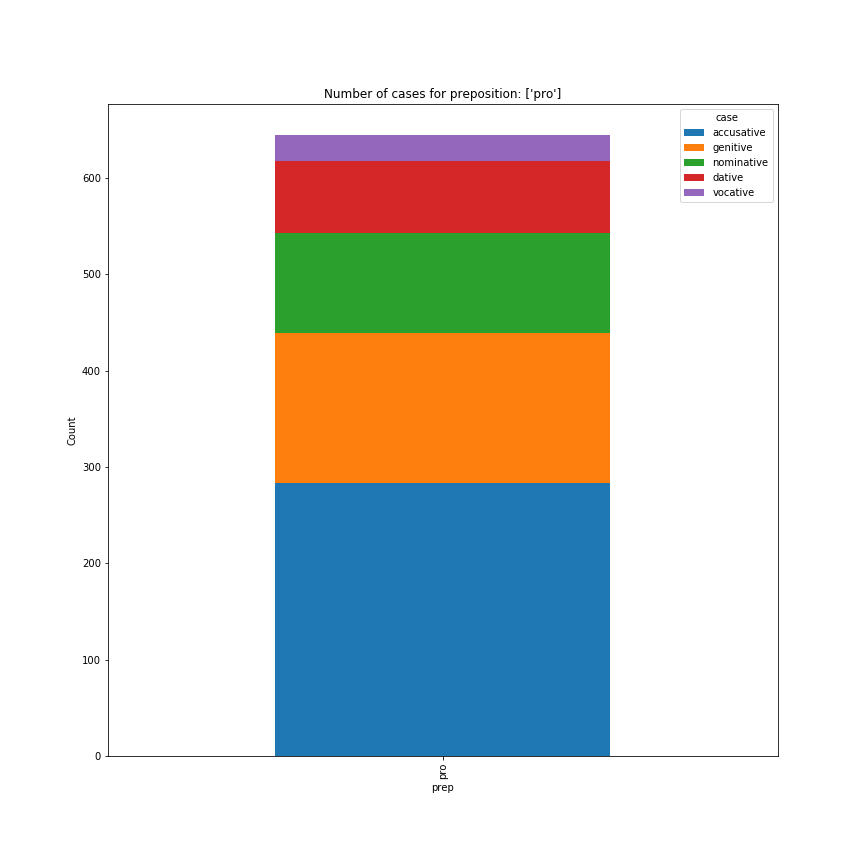 Number of cases for preposition: ['pro']
case
accusative
genitive
nominative
dative
vocative
600
500
400
300
200
100
0
Count
pro
prep